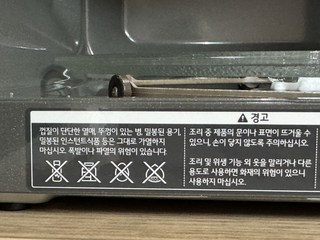 ⚠ 경고
껍질이 단단한 열매, 뚜껑이 있는 병,
밀봉된 용기,
밀봉된 인스턴트식품 등은 그대로 가열하지
마십시오. 폭발이나 파열의 위험이 있습니다.
조리 중 제품의 문이나 표면이 뜨거울 수
있으니, 손이 닿지 않도록 주의하십시오.
조리 및 위생 기능 외 옷을 말리거나 다른
용도로 사용하면 화재의 위험이 있으니
사용하지 마십시오.